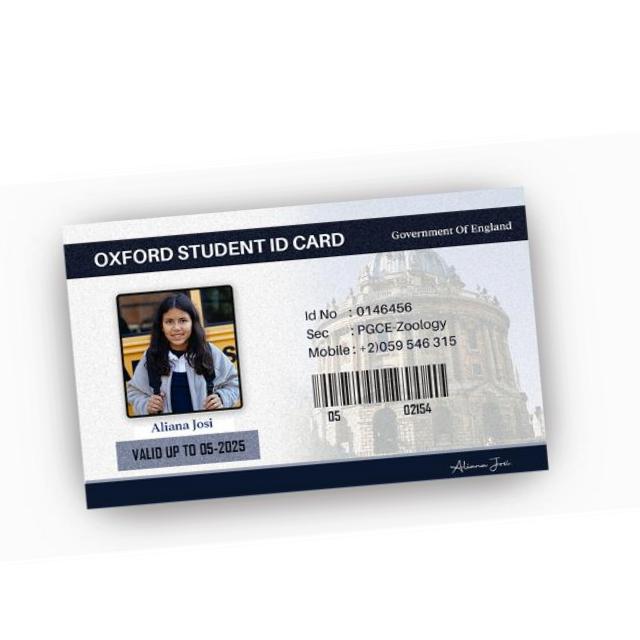 OXFORD STUDENT ID CARD
Government Of England
Id No : 0146456
Sec : PGCE-Zoology
Mobile : +2)059 546 315
05 02154
Aliana Josi
VALID UP TO 05-2025
Aliana Josi